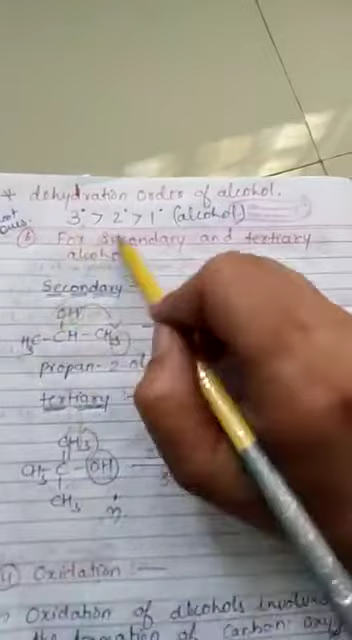 * dehydration order of alcohol.
3° > 2° > 1° (alcohol)
For Secondary and tertiary
Secondary
OH
H₃C - CH - CH₃
propan-2-ol
tertiary
CH₃
CH₃ C - OH
CH₃
Oxidation :-
Oxidation of alcohols involves
the formation of Carbon